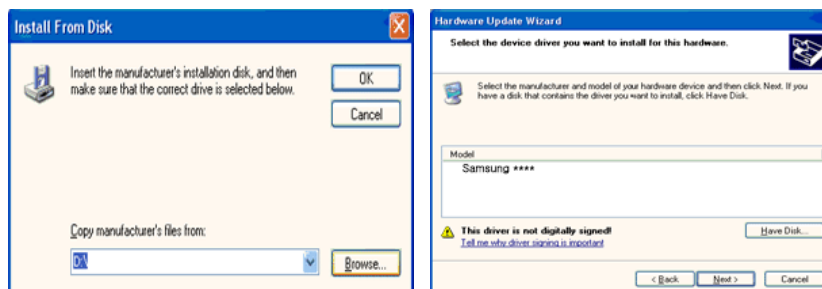 Install From Disk
Insert the manufacturer's installation disk, and then
make sure that the correct drive is selected below.
OK
Cancel
Copy manufacturer's files from:
D:\
Browse...
Hardware Update Wizard
Select the device driver you want to install for this hardware.
Select the manufacturer and model of your hardware device and then click Next. If you
have a disk that contains the driver you want to install, click Have Disk.
Model
Samsung ****
This driver is not digitally signed!
Tell me why driver signing is important
Have Disk...
< Back
Next >
Cancel